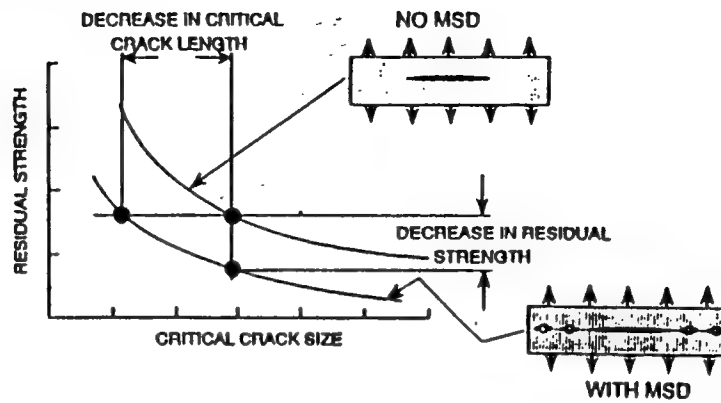 DECREASE IN CRITICAL
CRACK LENGTH
NO MSD
RESIDUAL STRENGTH
DECREASE IN RESIDUAL
STRENGTH
CRITICAL CRACK SIZE
WITH MSD